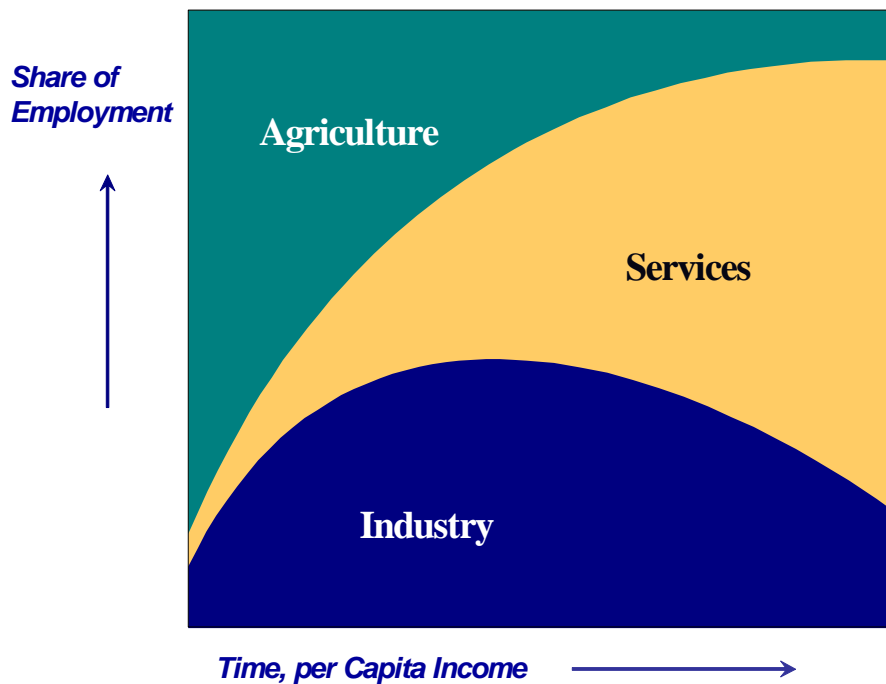 Share of
Employment
Agriculture
Services
Industry
Time, per Capita Income